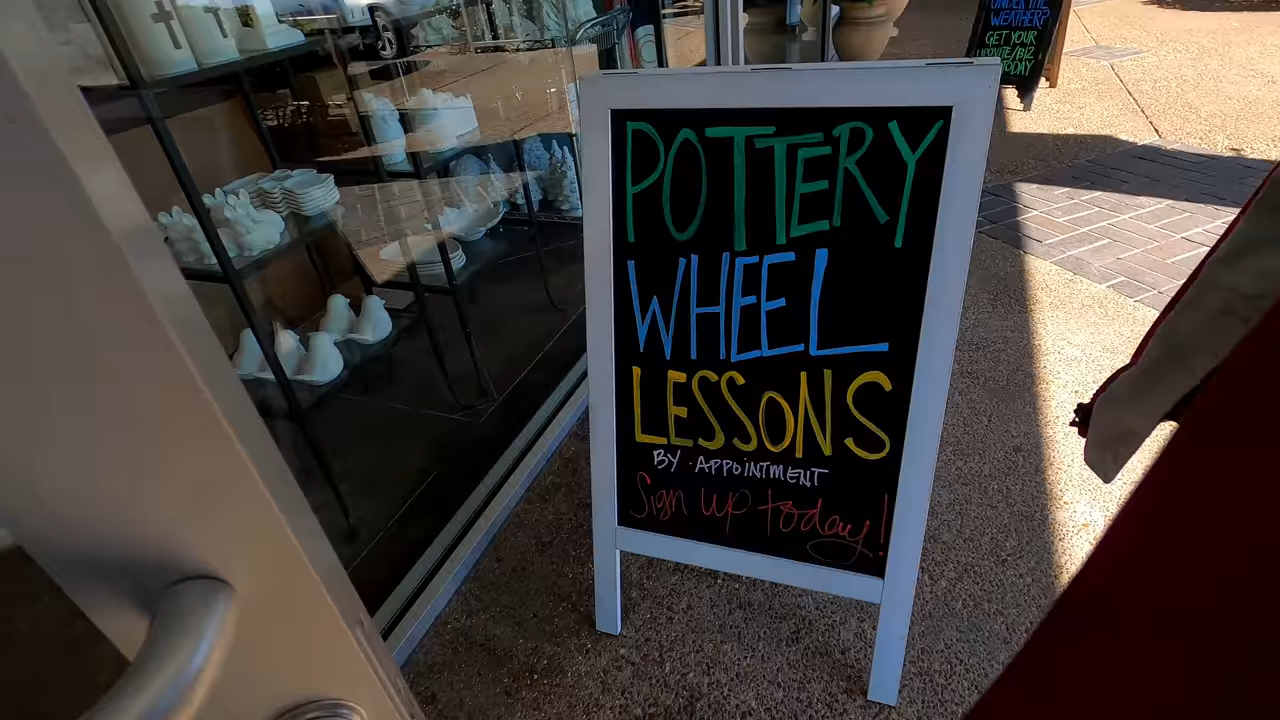 UNDER THE
WEATHER?
GET YOUR
TODAY
POTTERY
WHEEL
LESSONS
BY APPOINTMENT
Sign up today!